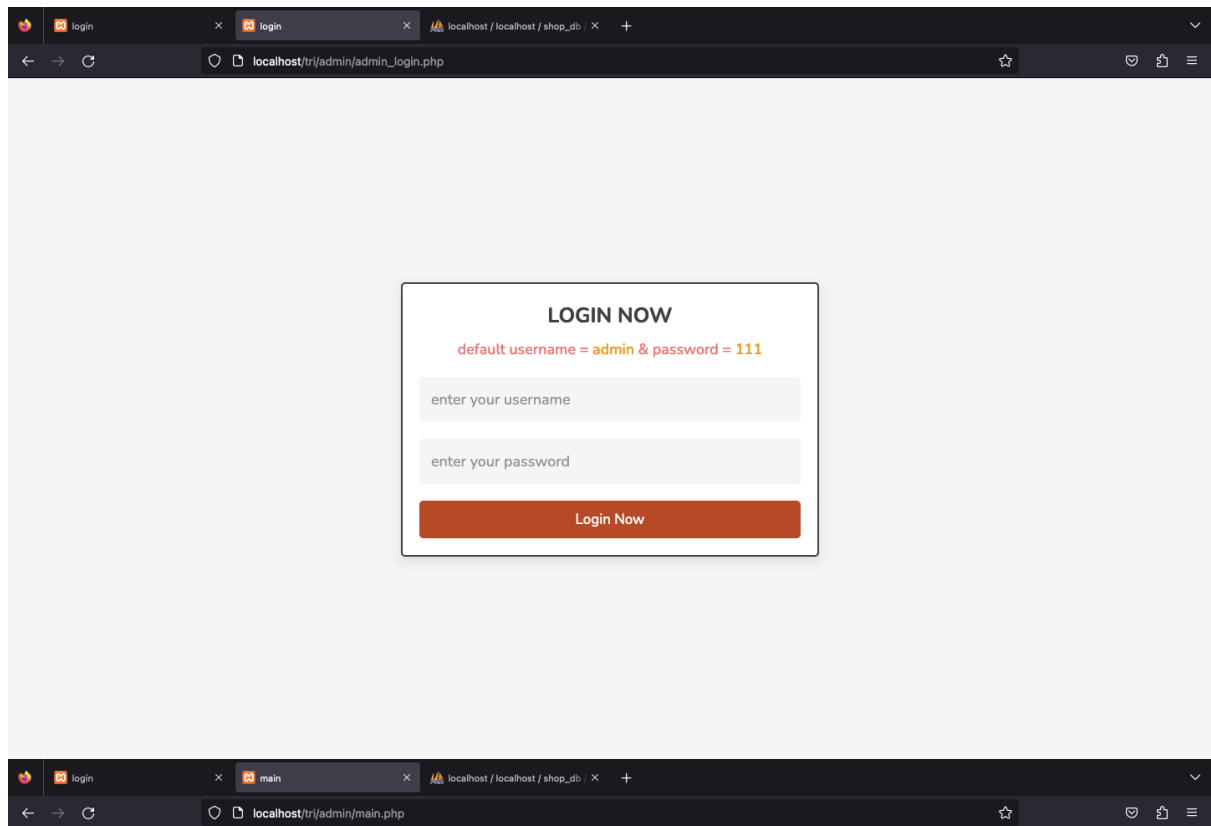 login
login
localhost / localhost / shop_db /
localhost/tri/admin/admin_login.php
LOGIN NOW
default username = admin & password = 111
enter your username
enter your password
Login Now
login
main
localhost / localhost / shop_db /
localhost/tri/admin/main.php